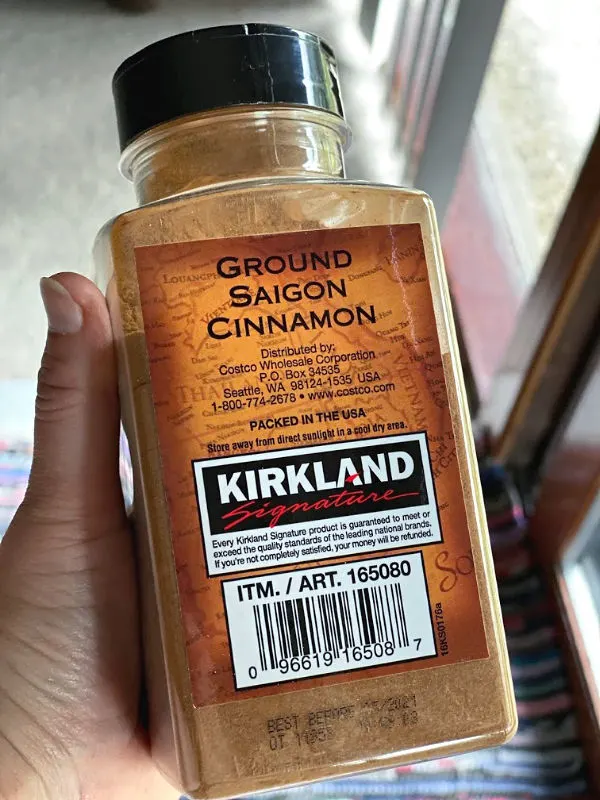 GROUND
SAIGON
CINNAMON
Distributed by:
Costco Wholesale Corporation
P.O. Box 34535
Seattle, WA 98124-1535 USA
1-800-774-2678 • www.costco.com
PACKED IN THE USA
Store away from direct sunlight in a cool dry area.
KIRKLAND
Signature
Every Kirkland Signature product is guaranteed to meet or
exceed the quality standards of the leading national brands.
If you're not completely satisfied, your money will be refunded.
ITM. / ART. 165080
0 96619 16508 7
16KS0176a
BEST BEFORE
OT